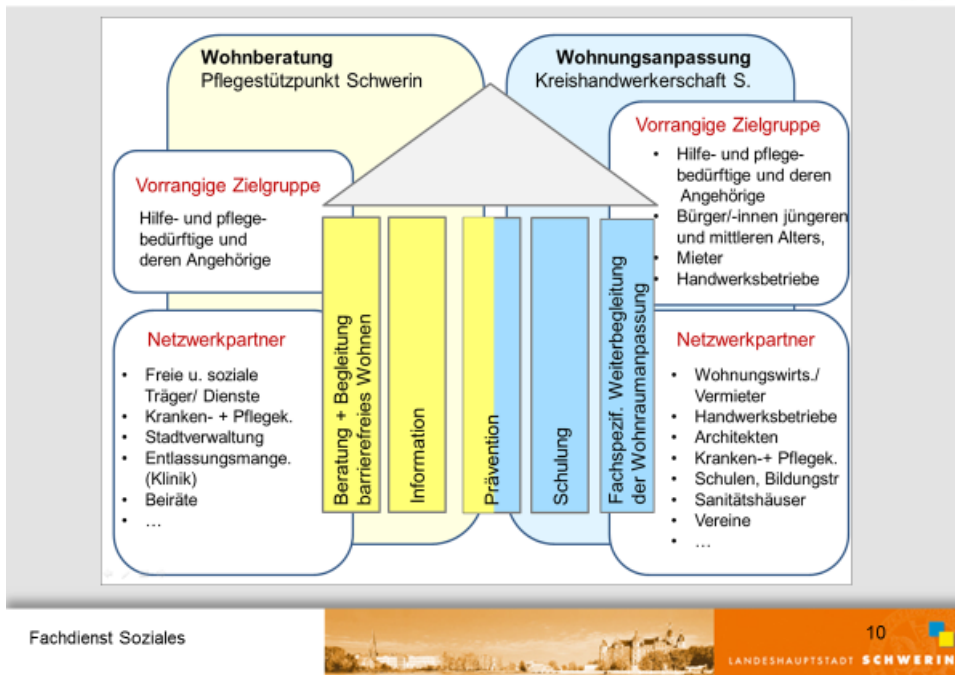 Wohnberatung
Pflegestützpunkt Schwerin
Wohnungsanpassung
Kreishandwerkerschaft S.
Vorrangige Zielgruppe
Hilfe- und pflege-
bedürftige und
deren Angehörige
Vorrangige Zielgruppe
• Hilfe- und pflege-
bedürftige und deren
Angehörige
• Bürger/-innen jüngeren
und mittleren Alters,
• Mieter
• Handwerksbetriebe
Netzwerkpartner
• Freie u. soziale
Träger/ Dienste
• Kranken- + Pflegek.
• Stadtverwaltung
• Entlassungsmange.
(Klinik)
• Beiräte
• …
Beratung + Begleitung
barrierefreies Wohnen
Information
Prävention
Schulung
Fachspezif. Weiterbegleitung
der Wohnraumanpassung
Netzwerkpartner
• Wohnungswirts./
Vermieter
• Handwerksbetriebe
• Architekten
• Kranken-+ Pflegek.
• Schulen, Bildungstr
• Sanitätshäuser
• Vereine
• …
Fachdienst Soziales
10
LANDESHAUPTSTADT SCHWERIN